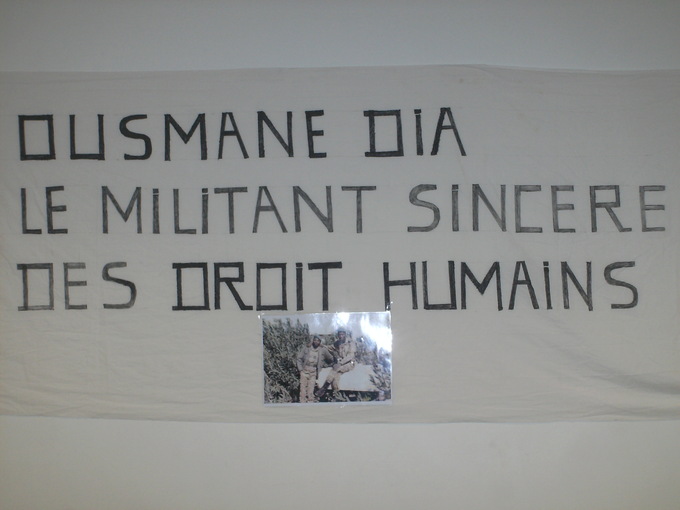 OUSMANE DiA
LE MiLiTANT SiNCERE
DES DROiT HUMAiNS